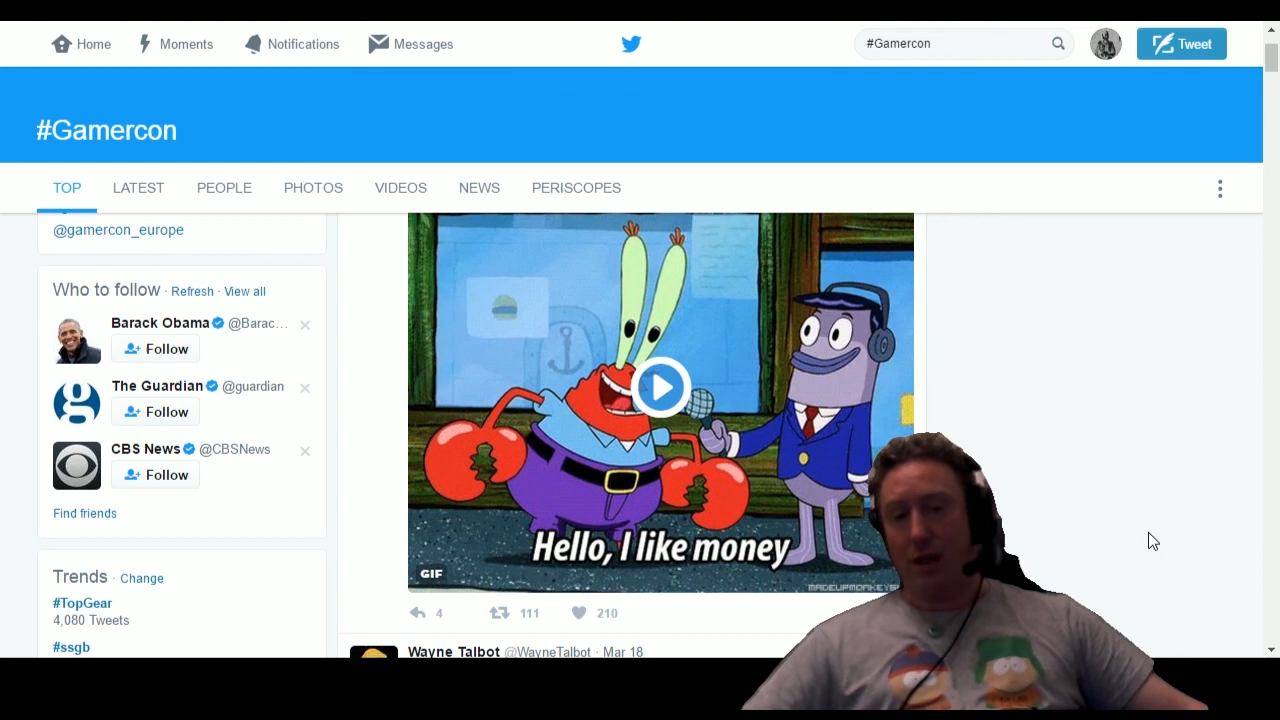 Home
Moments
Notifications
Messages
#Gamercon
Tweet
#Gamercon
TOP
LATEST
PEOPLE
PHOTOS
VIDEOS
NEWS
PERISCOPES
@gamercon_europe
Who to follow · Refresh · View all
Barack Obama @Barac...
Follow
The Guardian @guardian
Follow
CBS News @CBSNews
Follow
Find friends
Trends · Change
#TopGear
4,080 Tweets
#ssgb
Hello, I like money
GIF
4
111
210
Wayne Talbot @WayneTalbot · Mar 18